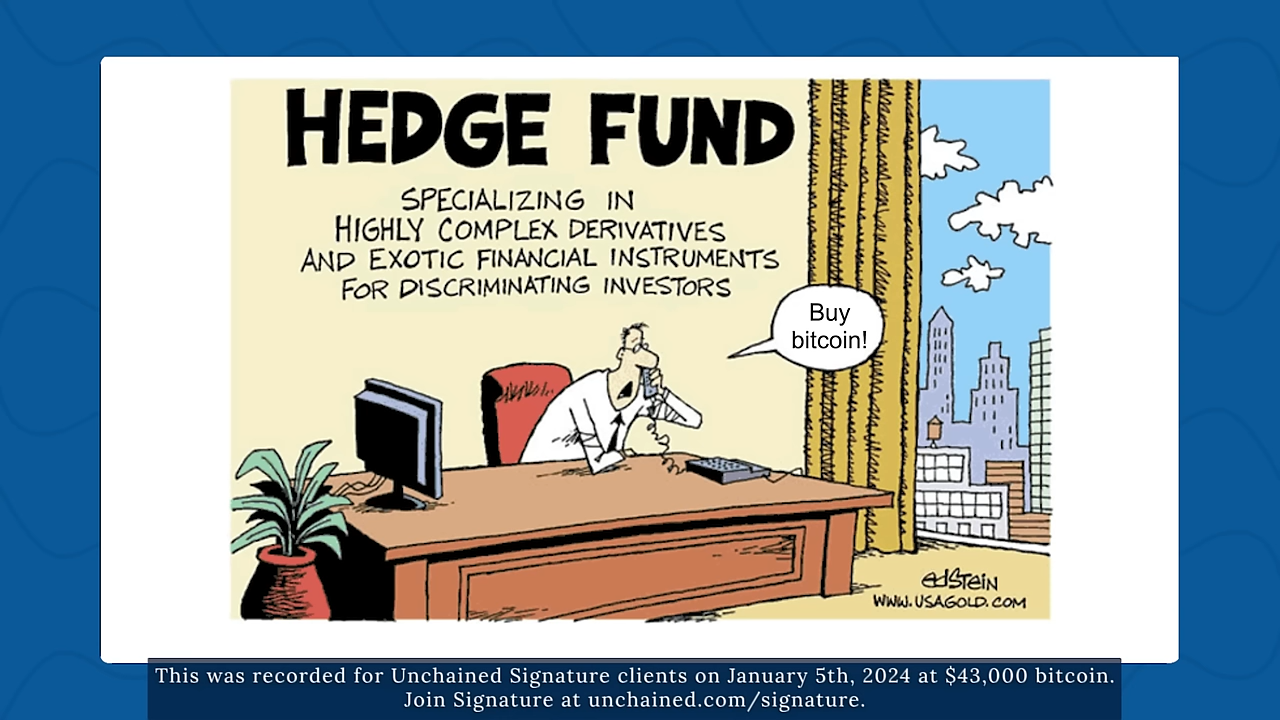 HEDGE FUND
SPECIALIZING IN
HIGHLY COMPLEX DERIVATIVES
AND EXOTIC FINANCIAL INSTRUMENTS
FOR DISCRIMINATING INVESTORS
Buy
bitcoin!
edStein
WWW.USAGOLD.COM
This was recorded for Unchained Signature clients on January 5th, 2024 at $43,000 bitcoin.
Join Signature at unchained.com/signature.